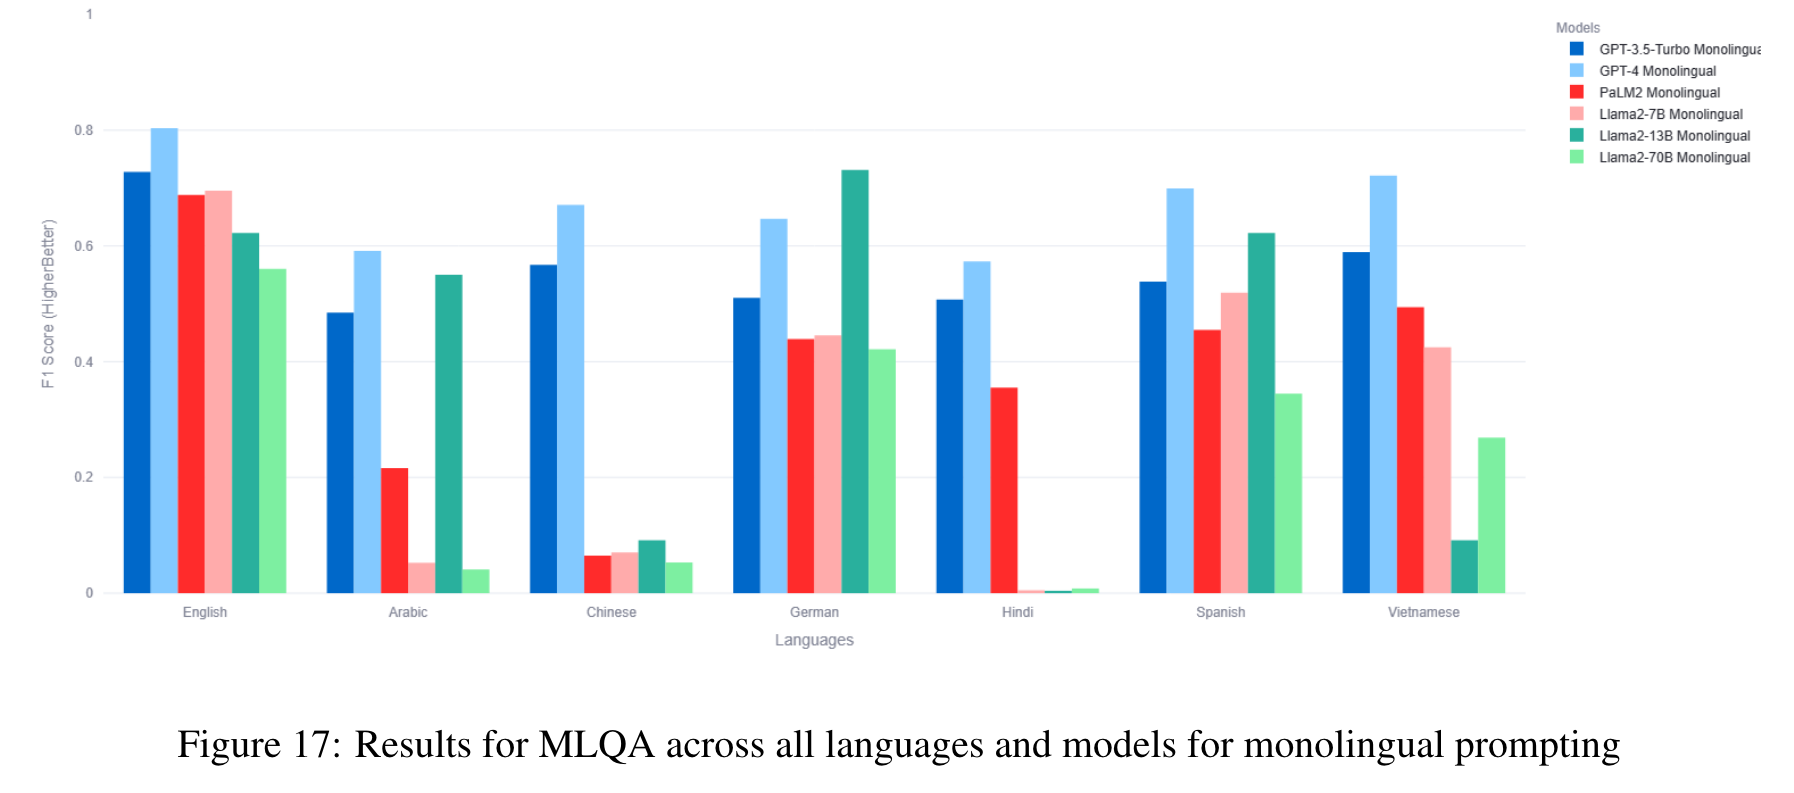 1
0.8
0.6
0.4
0.2
0
F1 Score (HigherBetter)
English
Arabic
Chinese
German
Hindi
Spanish
Vietnamese
Languages
Models
GPT-3.5-Turbo Monolingua
GPT-4 Monolingual
PaLM2 Monolingual
Llama2-7B Monolingual
Llama2-13B Monolingual
Llama2-70B Monolingual
Figure 17: Results for MLQA across all languages and models for monolingual prompting